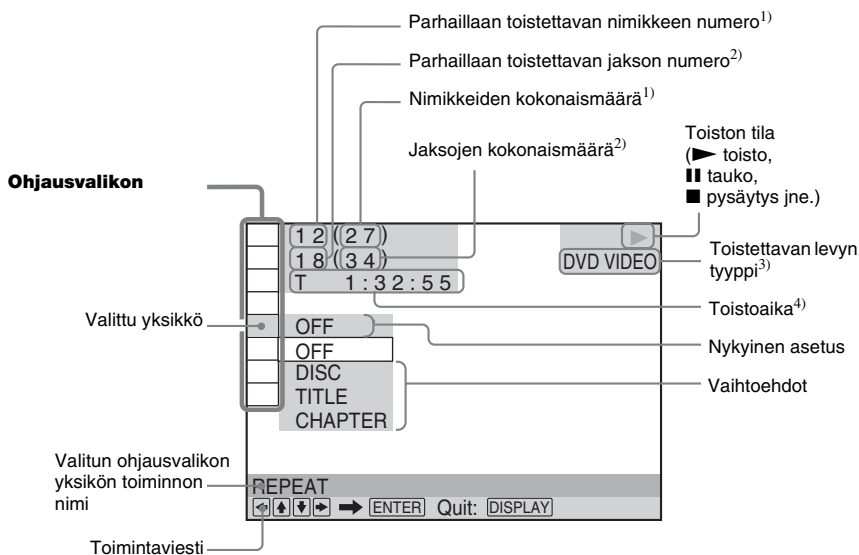 Parhaillaan toistettavan nimikkeen numero1)
Parhaillaan toistettavan jakson numero2)
Nimikkeiden kokonaismäärä1)
Jaksojen kokonaismäärä2)
Toiston tila
(► toisto,
II tauko,
■ pysäytys jne.)
Ohjausvalikon
12(27)
18(34)
T 1:32:55
DVD VIDEO
Toistettavan levyn
tyyppi3)
Toistoaika4)
Valittu yksikkö
OFF
Nykyinen asetus
OFF
DISC
TITLE
CHAPTER
Vaihtoehdot
Valitun ohjausvalikon
yksikön toiminnon
nimi
REPEAT
←↑↓→ ➡ ENTER Quit: DISPLAY
Toimintaviesti